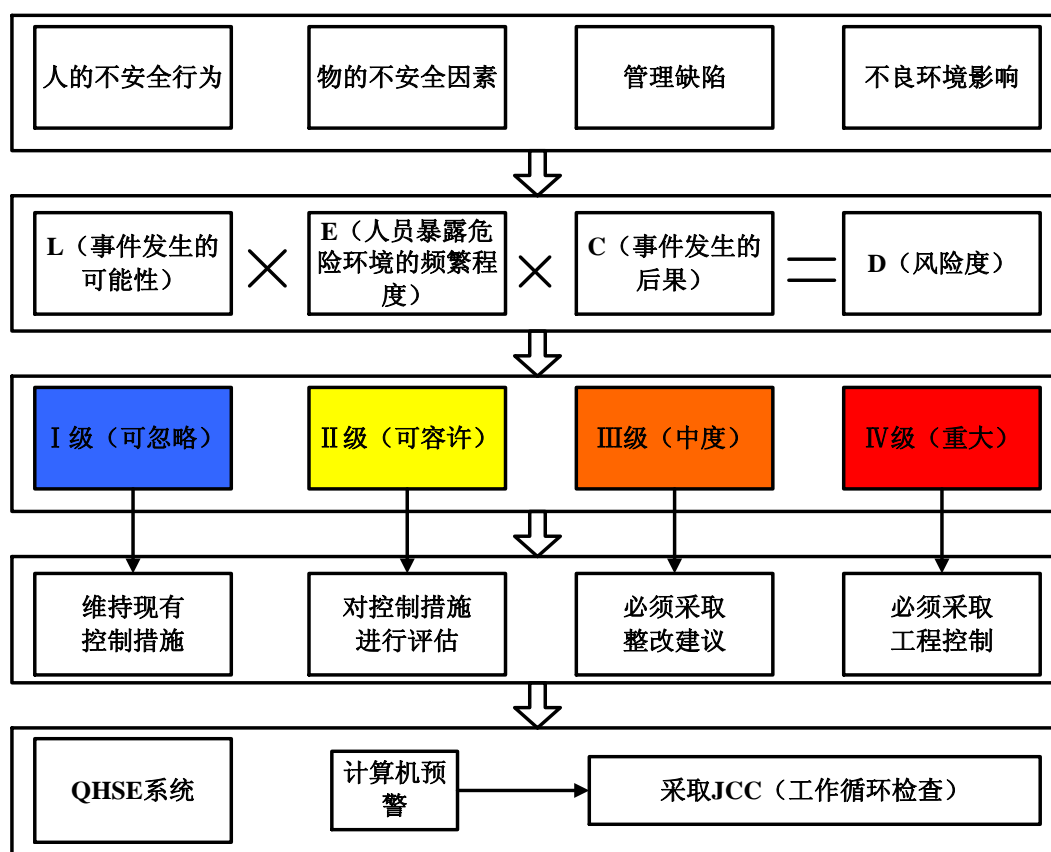 人的不安全行为
物的不安全因素
管理缺陷
不良环境影响
L（事件发生的
可能性）
E（人员暴露危
险环境的频繁程
度）
C（事件发生的
后果）
D（风险度）
Ⅰ级（可忽略）
Ⅱ级（可容许）
Ⅲ级（中度）
Ⅳ级（重大）
维持现有
控制措施
对控制措施
进行评估
必须采取
整改建议
必须采取
工程控制
QHSE系统
计算机预
警
采取JCC（工作循环检查）